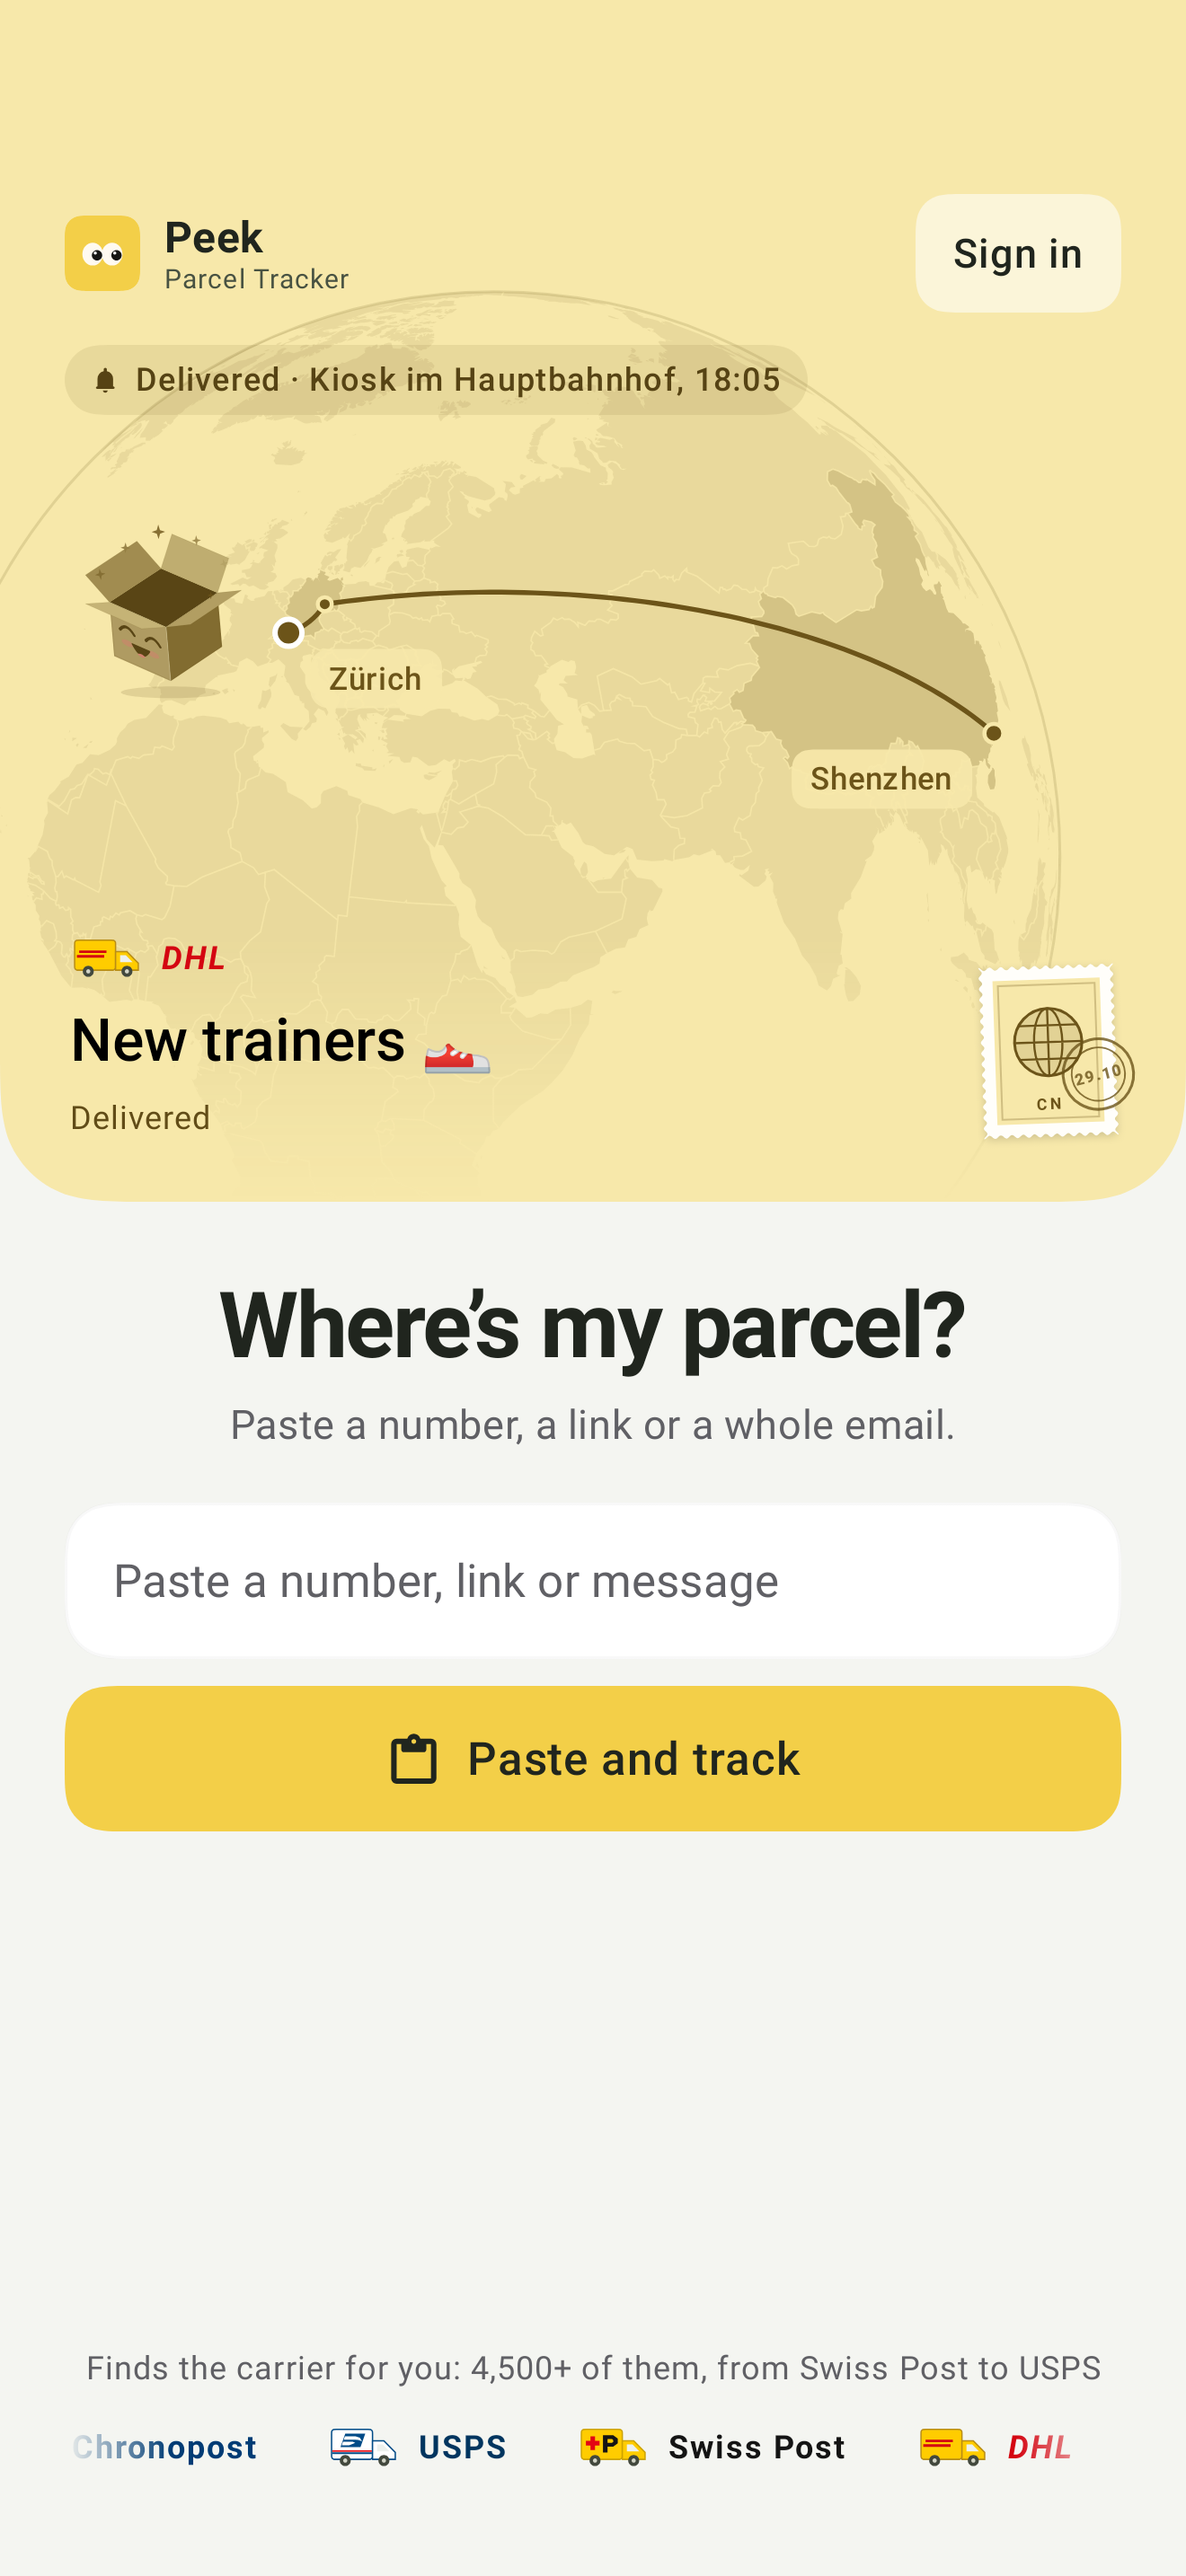 Peek
Parcel Tracker
Sign in
Delivered · Kiosk im Hauptbahnhof, 18:05
Zürich
Shenzhen
DHL
New trainers 👟
Delivered
29.10
CN
Where’s my parcel?
Paste a number, a link or a whole email.
Paste a number, link or message
Paste and track
Finds the carrier for you: 4,500+ of them, from Swiss Post to USPS
Chronopost
USPS
P
Swiss Post
DHL